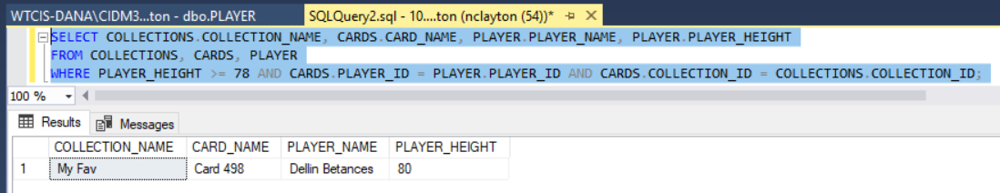 WTCIS-DANA\CIDM3...ton - dbo.PLAYER SQLQuery2.sql - 10....ton (nclayton (54))*
SELECT COLLECTIONS.COLLECTION_NAME, CARDS.CARD_NAME, PLAYER.PLAYER_NAME, PLAYER.PLAYER_HEIGHT
FROM COLLECTIONS, CARDS, PLAYER
WHERE PLAYER_HEIGHT >= 78 AND CARDS.PLAYER_ID = PLAYER.PLAYER_ID AND CARDS.COLLECTION_ID = COLLECTIONS.COLLECTION_ID;
100 %
Results Messages
COLLECTION_NAME CARD_NAME PLAYER_NAME PLAYER_HEIGHT
1 My Fav Card 498 Dellin Betances 80